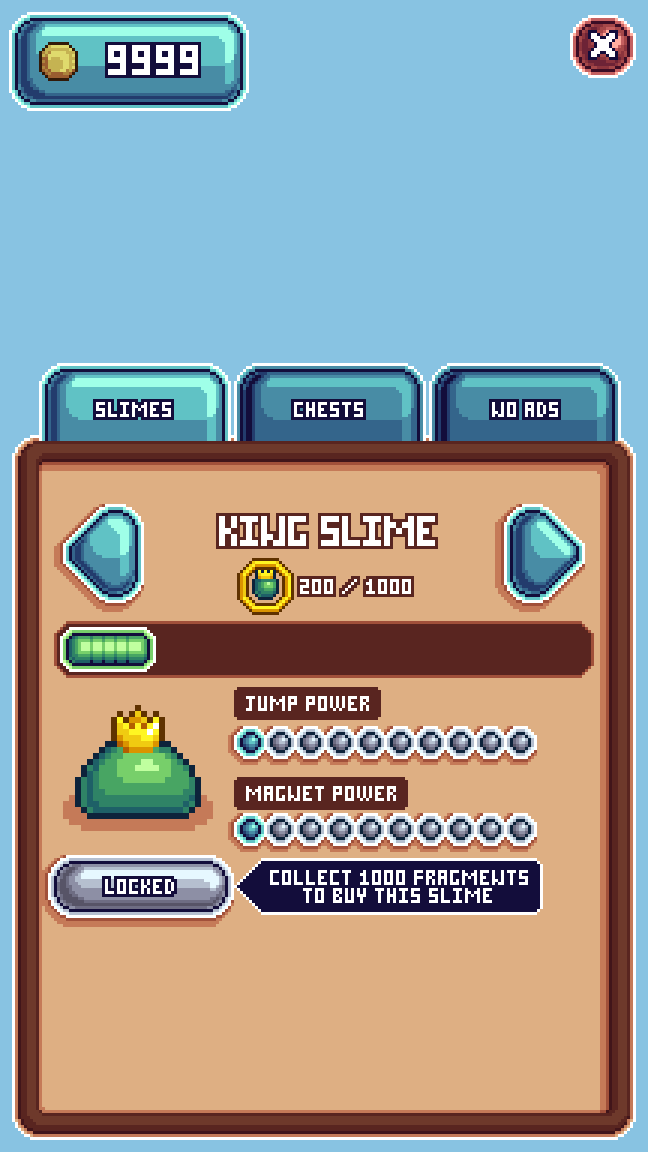 9999
SLIMES
CHESTS
NO ADS
KING SLIME
200 / 1000
JUMP POWER
MAGNET POWER
LOCKED
COLLECT 1000 FRAGMENTS
TO BUY THIS SLIME